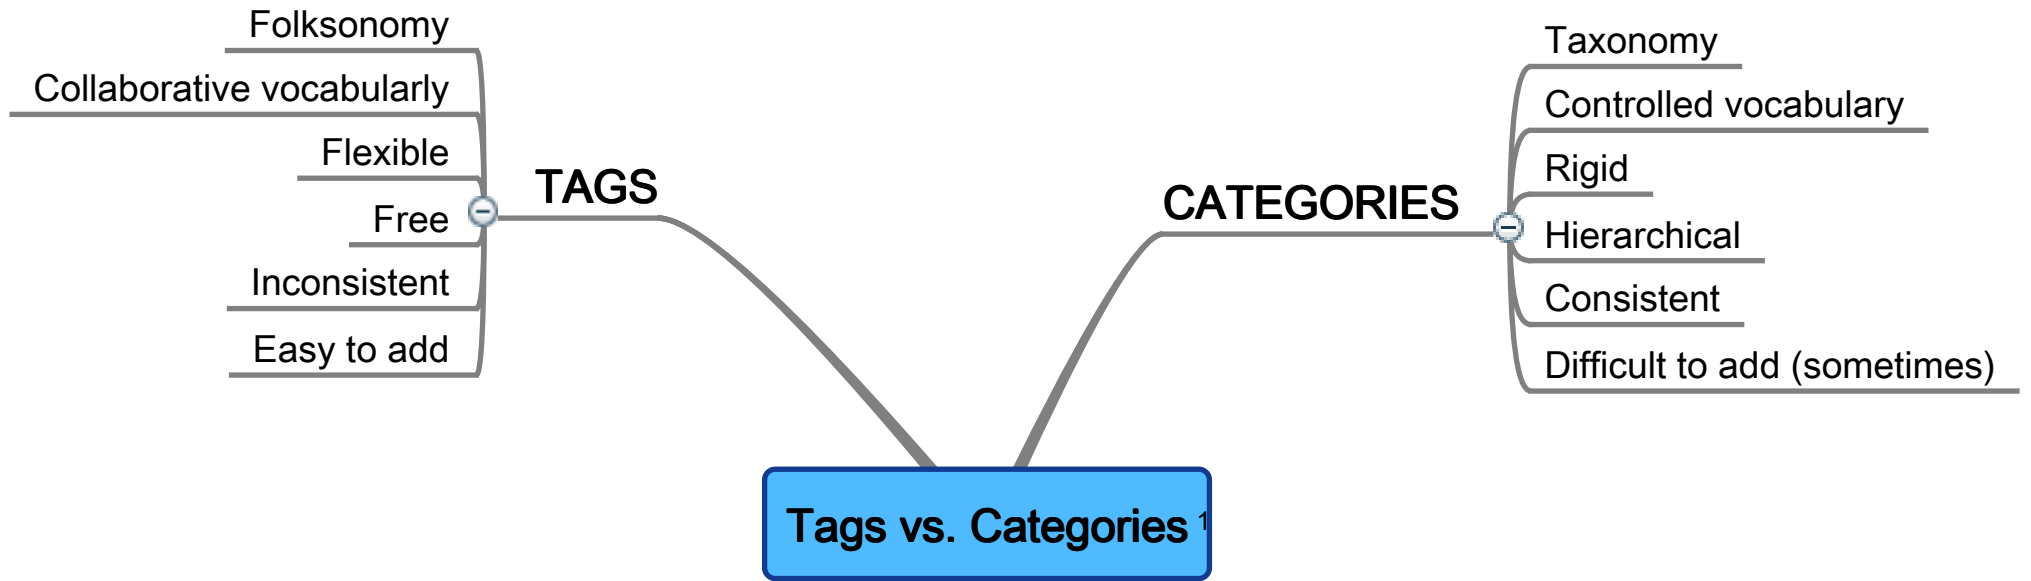 Folksonomy
Collaborative vocabularly
Flexible
Free
Inconsistent
Easy to add
TAGS
CATEGORIES
Taxonomy
Controlled vocabulary
Rigid
Hierarchical
Consistent
Difficult to add (sometimes)
Tags vs. Categories 1